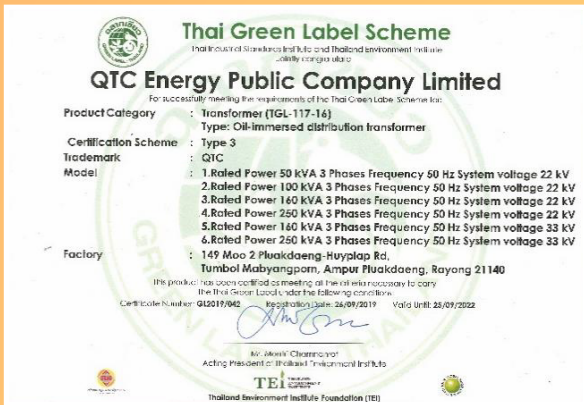 Thai Green Label Scheme
Thai Industrial Standards Institute and Thailand Environment Institute
Jointly congratulate
QTC Energy Public Company Limited
For successfully meeting the requirements of the Thai Green Label Scheme for:
Product Category : Transformer (TGL-117-16)
Type: Oil-immersed distribution transformer
Certification Scheme : Type 3
Trademark : QTC
Model : 1.Rated Power 50 kVA 3 Phases Frequency 50 Hz System voltage 22 kV
2.Rated Power 100 kVA 3 Phases Frequency 50 Hz System voltage 22 kV
3.Rated Power 160 kVA 3 Phases Frequency 50 Hz System voltage 22 kV
4.Rated Power 250 kVA 3 Phases Frequency 50 Hz System voltage 22 kV
5.Rated Power 160 kVA 3 Phases Frequency 50 Hz System voltage 33 kV
6.Rated Power 250 kVA 3 Phases Frequency 50 Hz System voltage 33 kV
Factory : 149 Moo 2 Pluakdaeng-Huyplap Rd,
Tumbol Mabyangporn, Ampur Pluakdaeng, Rayong 21140
This product has been certified as meeting all the criteria necessary to carry
the Thai Green Label under the following conditions
Certificate Number: GL2019/042 Registration Date: 26/09/2019 Valid Until: 25/09/2022
Mr.
Acting President of Thailand Environment Institute
TEI
Thailand Environment Institute Foundation (TEI)